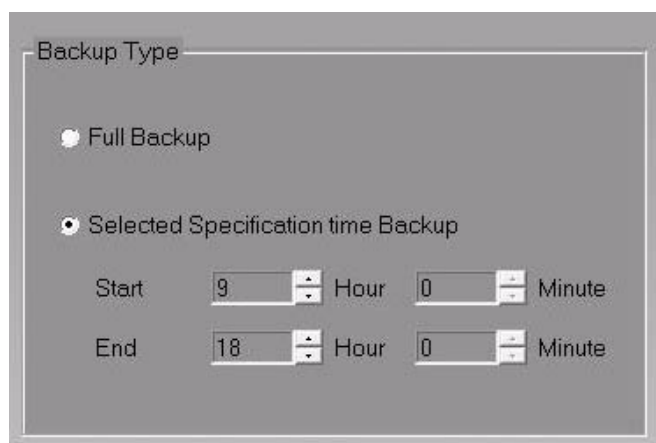 Backup Type
Full Backup
Selected Specification time Backup
Start 9 Hour 0 Minute
End 18 Hour 0 Minute